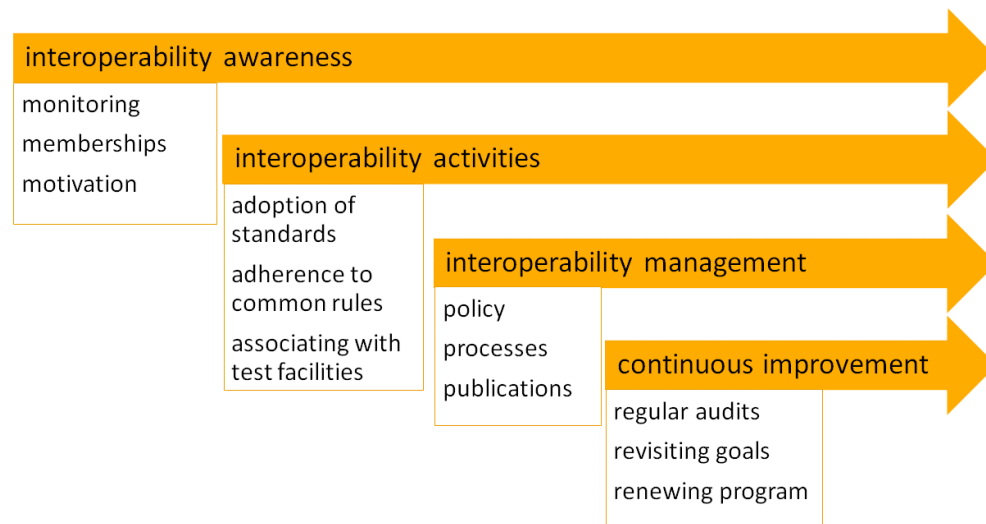 interoperability awareness
monitoring
memberships
motivation
interoperability activities
adoption of
standards
adherence to
common rules
associating with
test facilities
interoperability management
policy
processes
publications
continuous improvement
regular audits
revisiting goals
renewing program